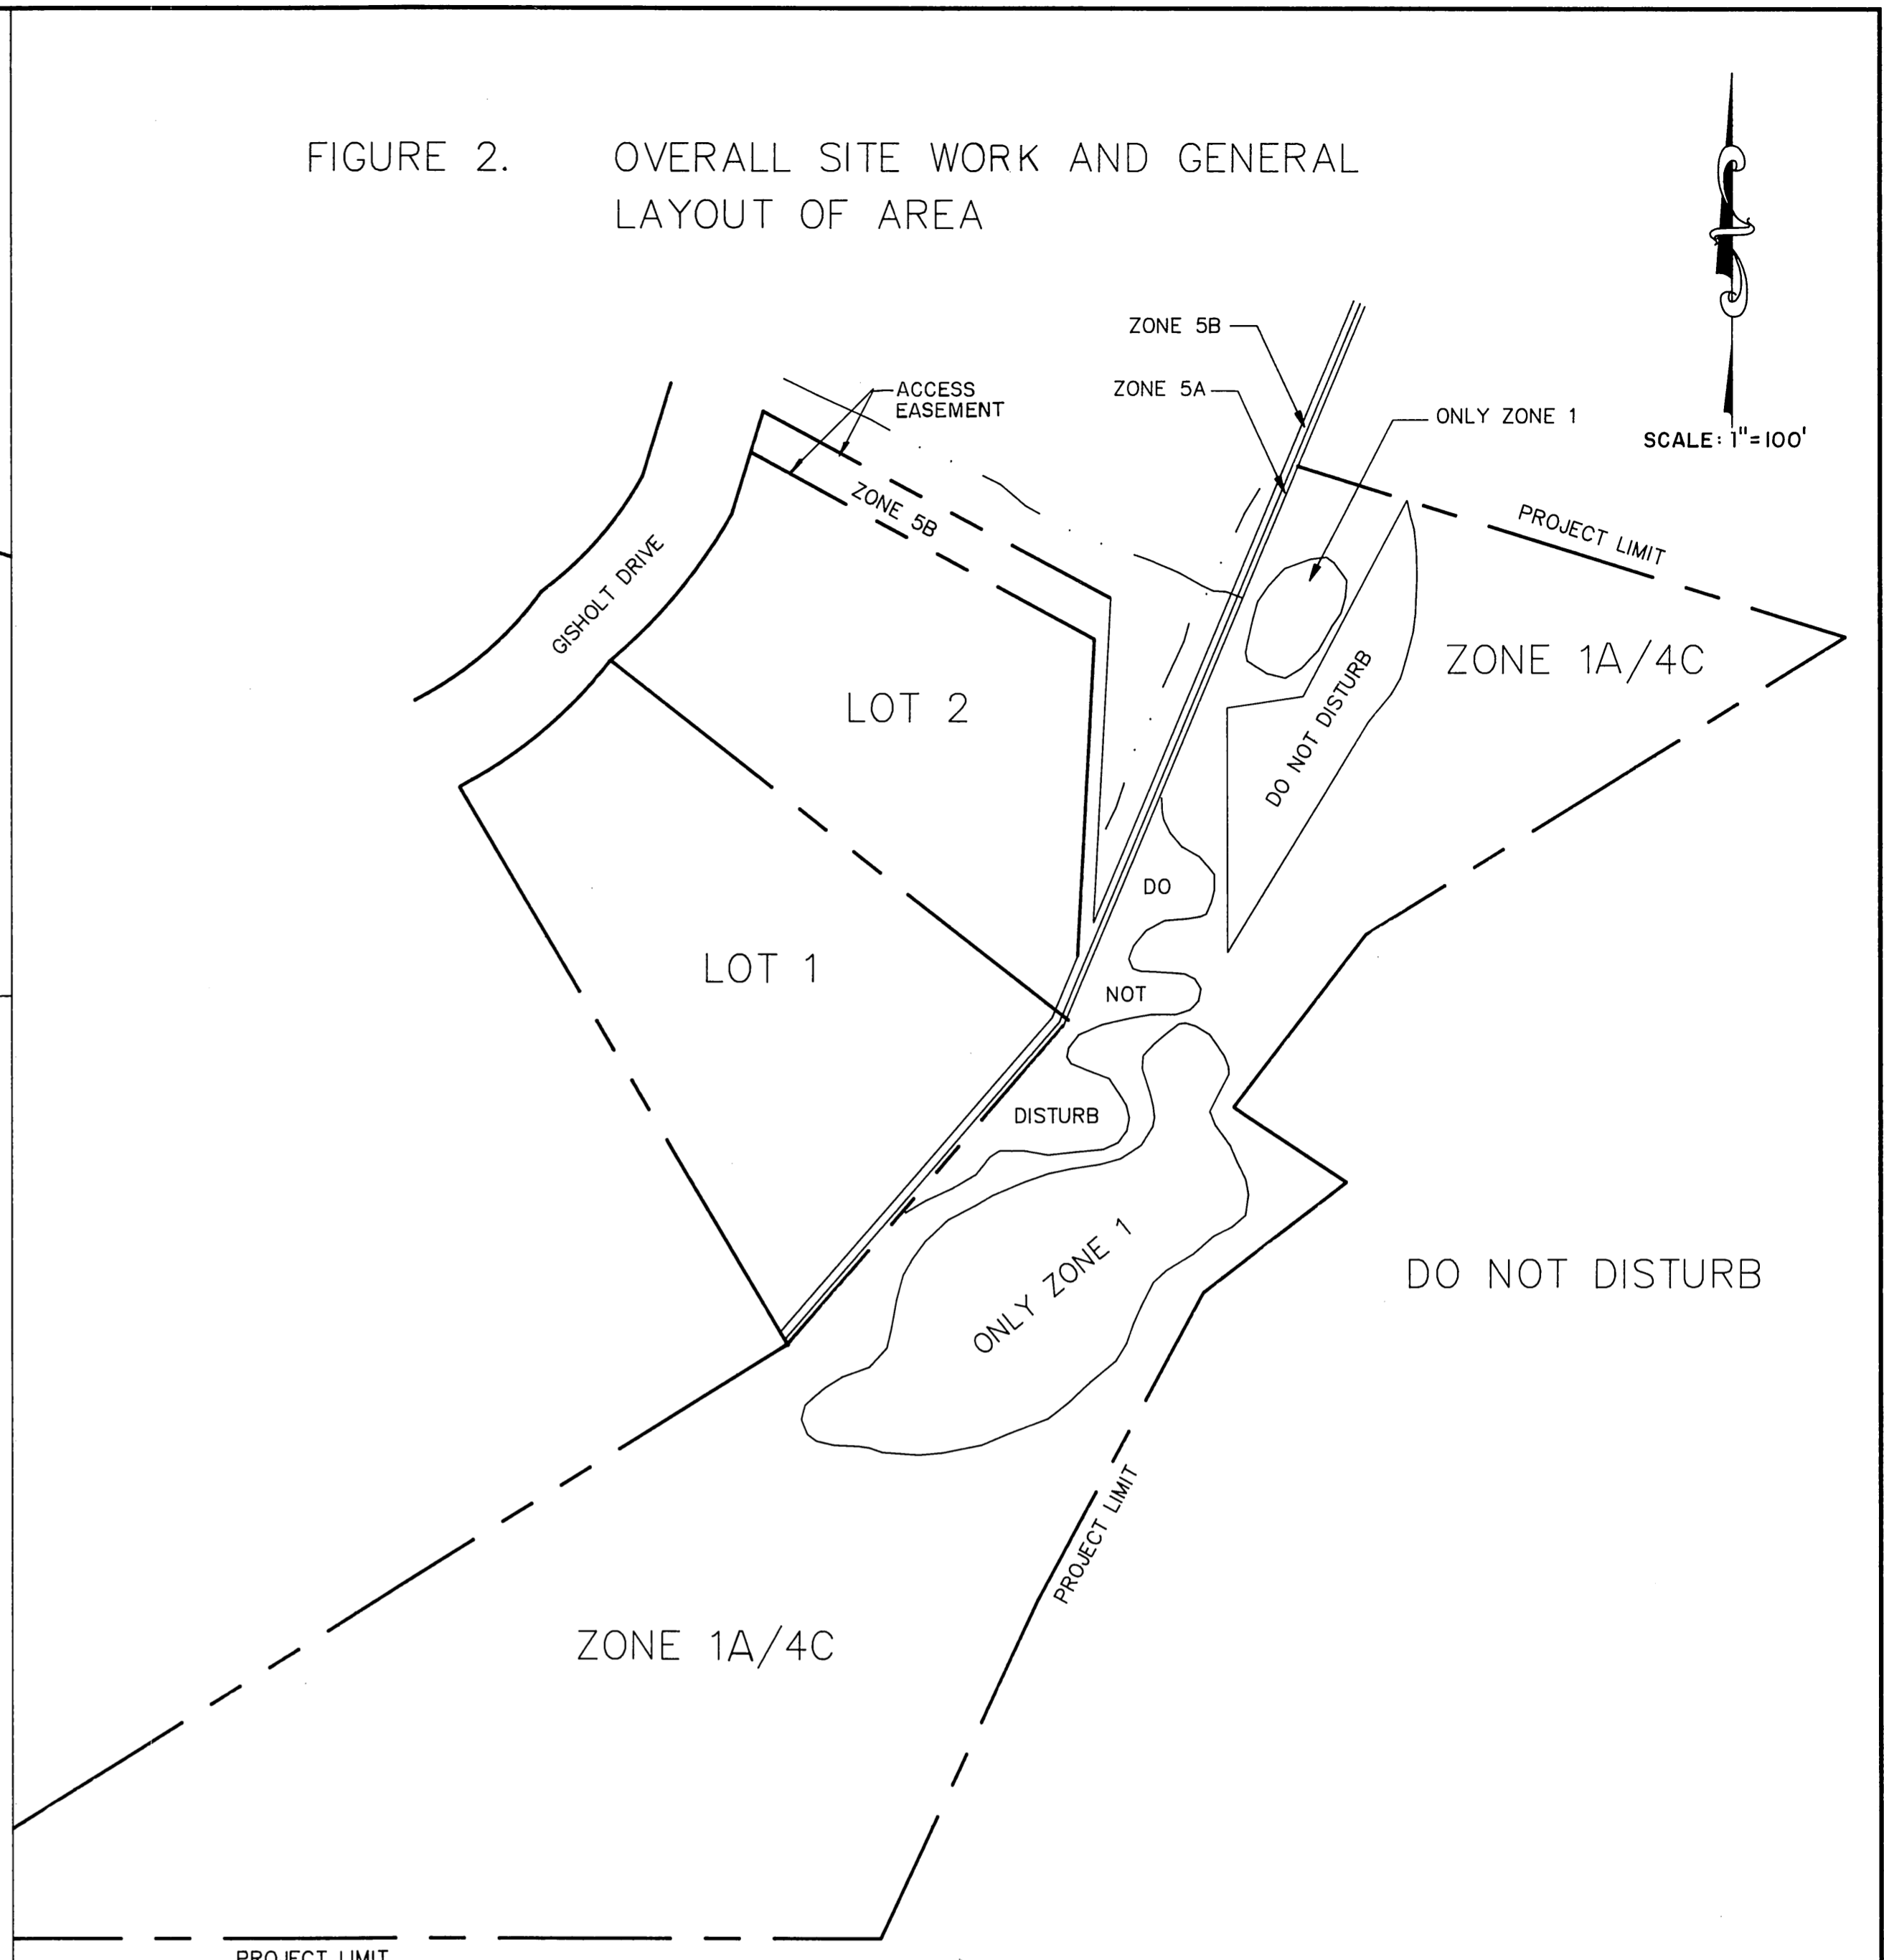 FIGURE 2. OVERALL SITE WORK AND GENERAL
LAYOUT OF AREA
SCALE: 1"=100'
ZONE 5B
ZONE 5A
ONLY ZONE 1
ACCESS
EASEMENT
ZONE 5B
PROJECT LIMIT
GISHOLT DRIVE
LOT 2
ZONE 1A/4C
DO NOT DISTURB
DO
LOT 1
NOT
DISTURB
ONLY ZONE 1
DO NOT DISTURB
PROJECT LIMIT
ZONE 1A/4C
PROJECT LIMIT